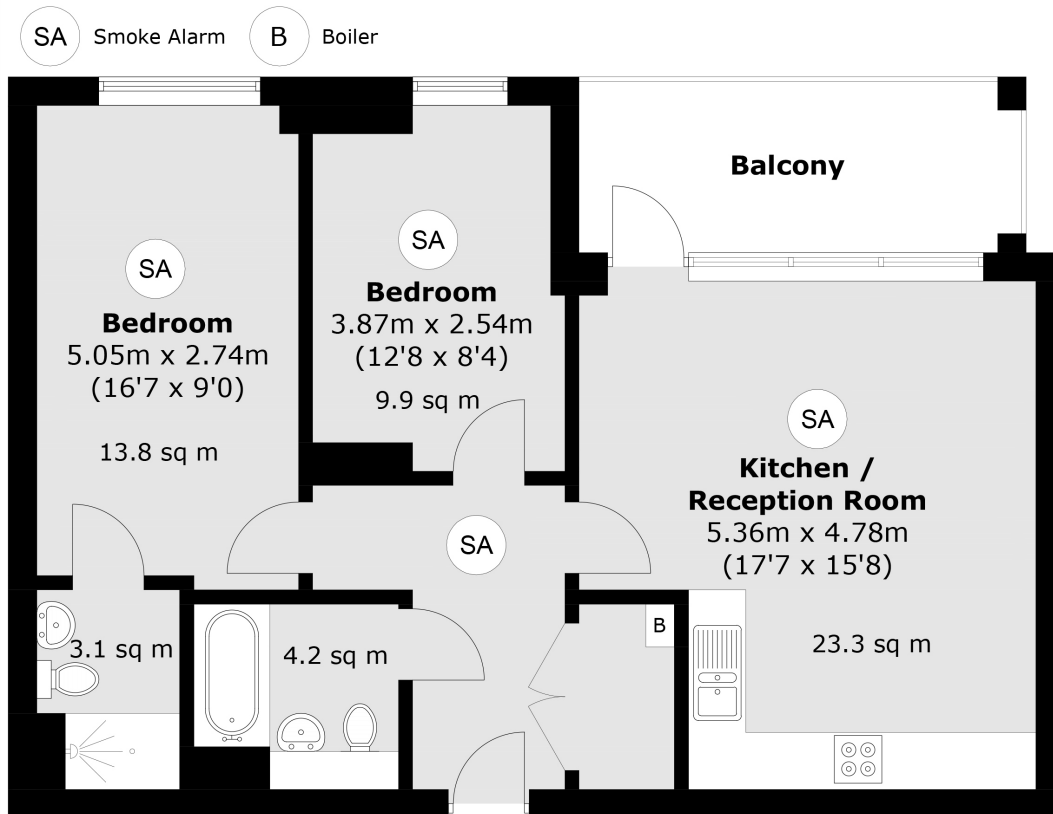 SA Smoke Alarm B Boiler
Balcony
SA
Bedroom
5.05m x 2.74m
(16'7 x 9'0)
13.8 sq m
SA
Bedroom
3.87m x 2.54m
(12'8 x 8'4)
9.9 sq m
SA
Kitchen /
Reception Room
5.36m x 4.78m
(17'7 x 15'8)
23.3 sq m
SA
3.1 sq m
4.2 sq m
B